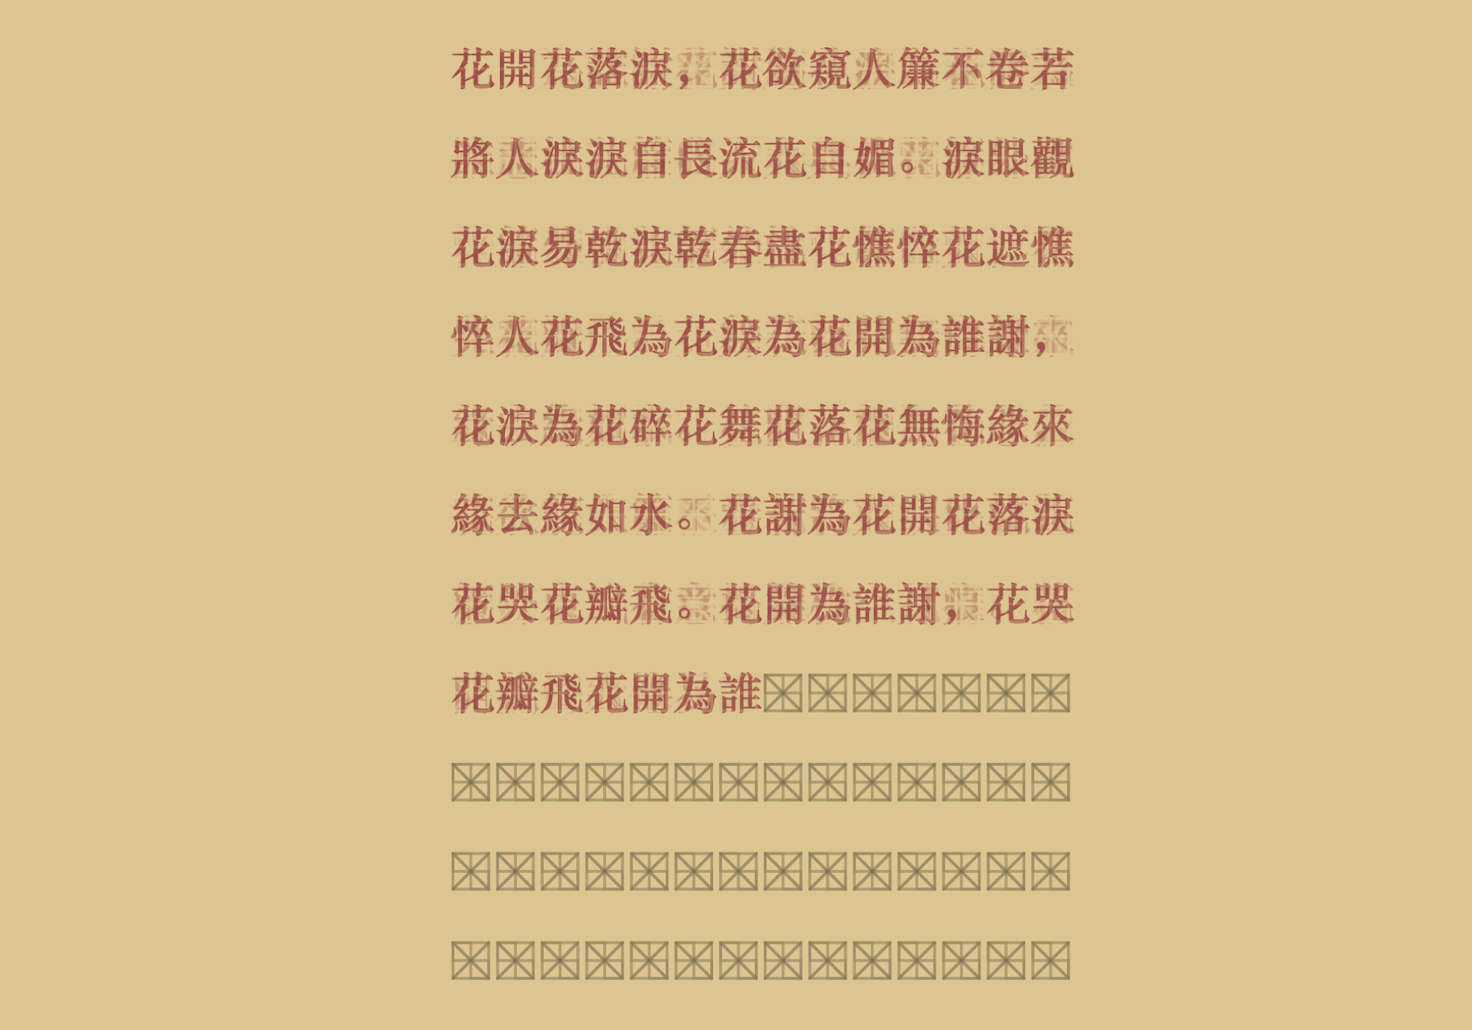 花開花落淚，花欲窺人簾不卷若
將人淚淚自長流花自媚。淚眼觀
花淚易乾淚乾春盡花憔悴花遮憔
悴人花飛為花淚為花開為誰謝，
花淚為花碎花舞花落花無悔緣來
緣去緣如水。花謝為花開花落淚
花哭花瓣飛。花開為誰謝，花哭
花瓣飛花開為誰